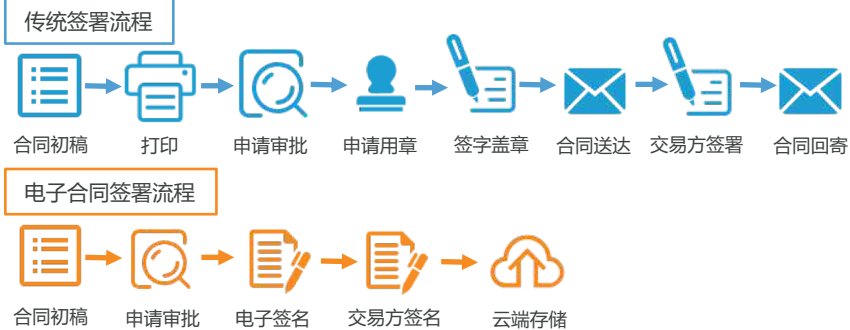 传统签署流程
合同初稿 打印 申请审批 申请用章 签字盖章 合同送达 交易方签署 合同回寄
电子合同签署流程
合同初稿 申请审批 电子签名 交易方签名 云端存储